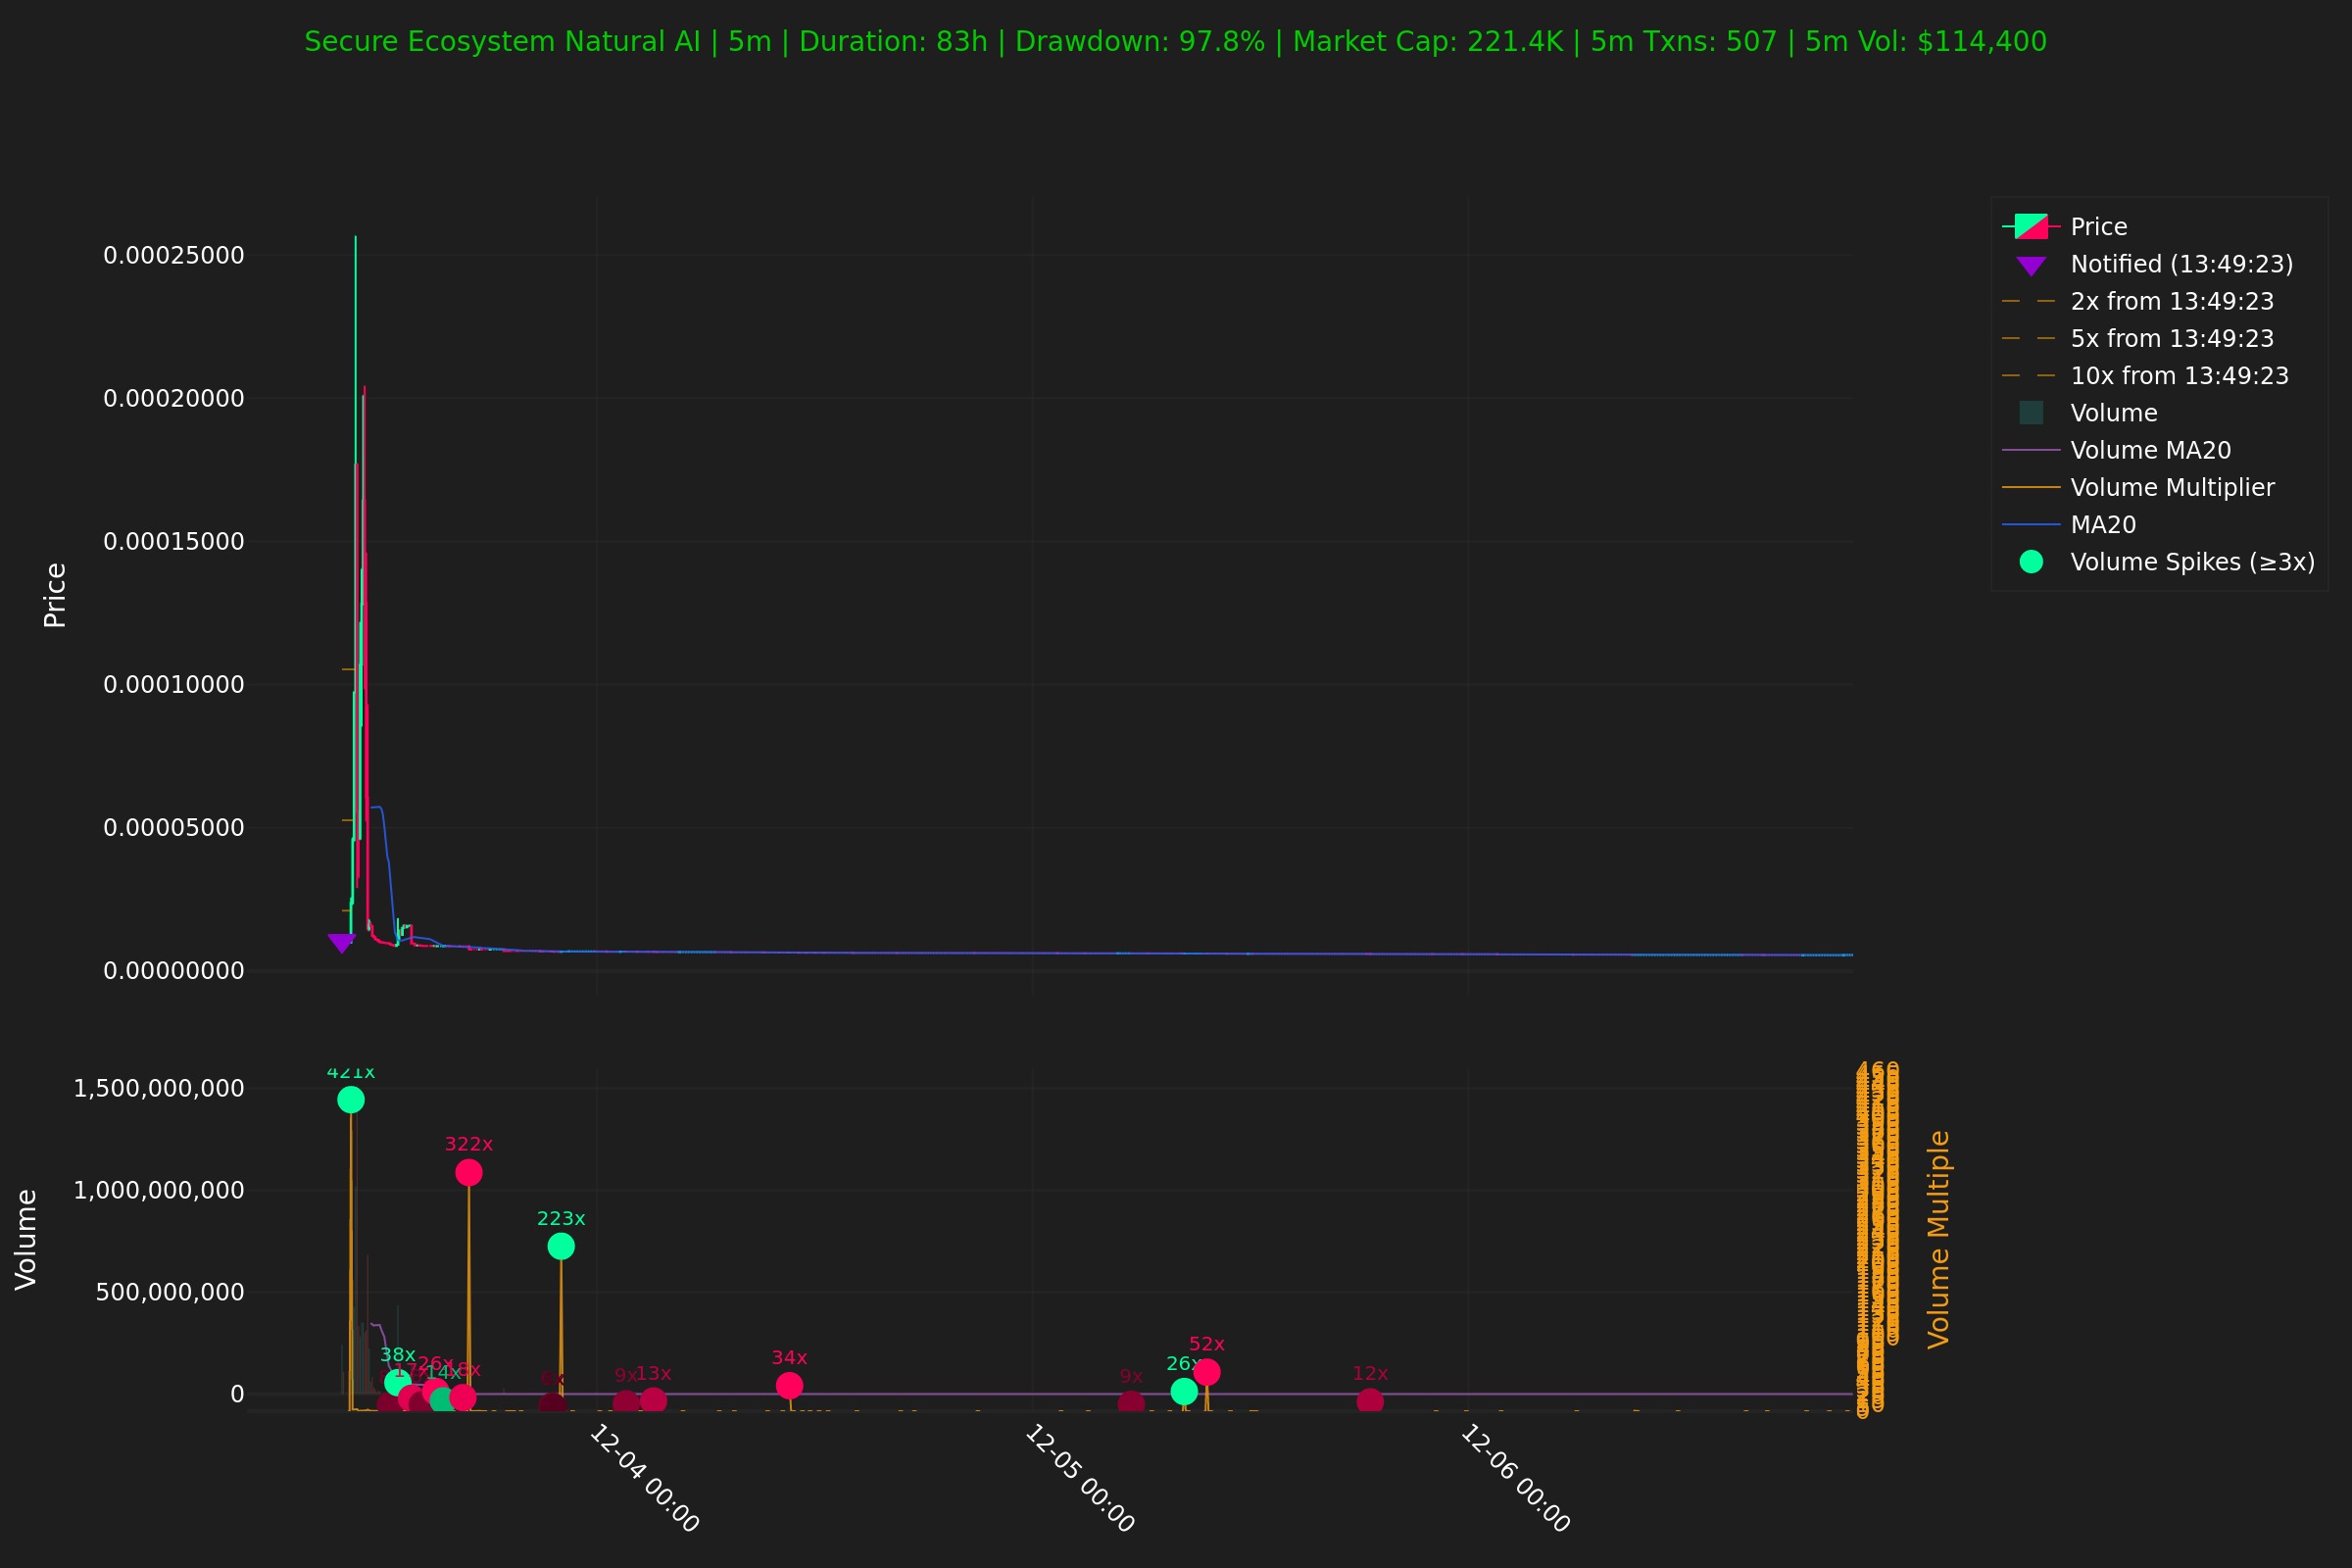 Secure Ecosystem Natural AI | 5m | Duration: 83h | Drawdown: 97.8% | Market Cap: 221.4K | 5m Txns: 507 | 5m Vol: $114,400
Price
0.00025000
0.00020000
0.00015000
0.00010000
0.00005000
0.00000000
Price
Notified (13:49:23)
2x from 13:49:23
5x from 13:49:23
10x from 13:49:23
Volume
Volume MA20
Volume Multiplier
MA20
Volume Spikes (≥3x)
Volume
1,500,000,000
1,000,000,000
500,000,000
0
421x
322x
223x
38x
26x
14x
9x
13x
34x
9x
26x
52x
12x
Volume Multiple
12-04 00:00
12-05 00:00
12-06 00:00